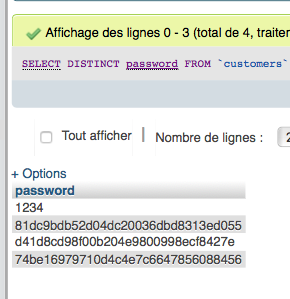 Affichage des lignes 0 - 3 (total de 4, traiter
SELECT DISTINCT password FROM `customers`
Tout afficher | Nombre de lignes : 2
+ Options
password
1234
81dc9bdb52d04dc20036dbd8313ed055
d41d8cd98f00b204e9800998ecf8427e
74be16979710d4c4e7c6647856088456